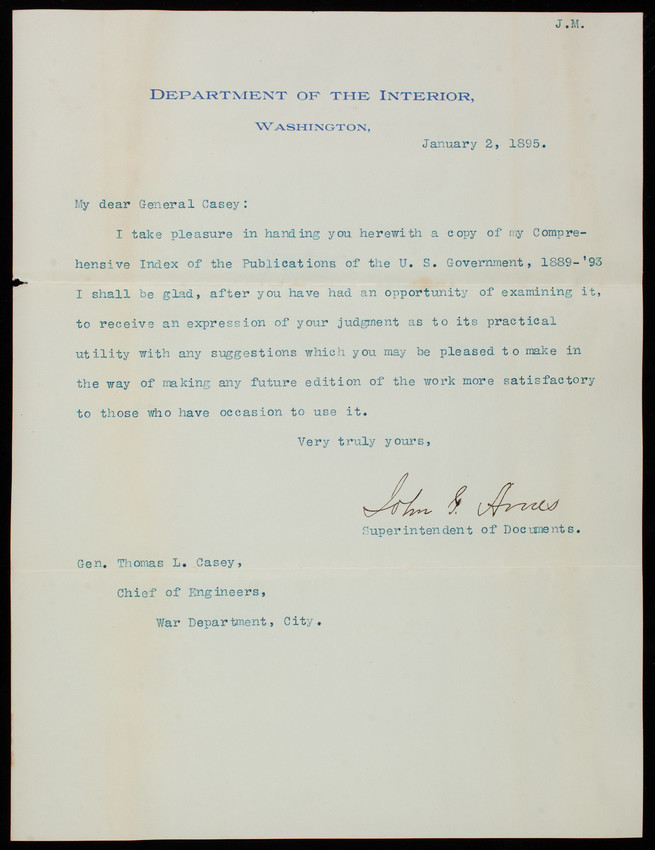 J.M.
DEPARTMENT OF THE INTERIOR,
WASHINGTON,
January 2, 1895.
My dear General Casey:
I take pleasure in handing you herewith a copy of my Compre-
hensive Index of the Publications of the U. S. Government, 1889-'93
I shall be glad, after you have had an opportunity of examining it,
to receive an expression of your judgment as to its practical
utility with any suggestions which you may be pleased to make in
the way of making any future edition of the work more satisfactory
to those who have occasion to use it.
Very truly yours,
John G. Ames
Superintendent of Documents.
Gen. Thomas L. Casey,
Chief of Engineers,
War Department, City.